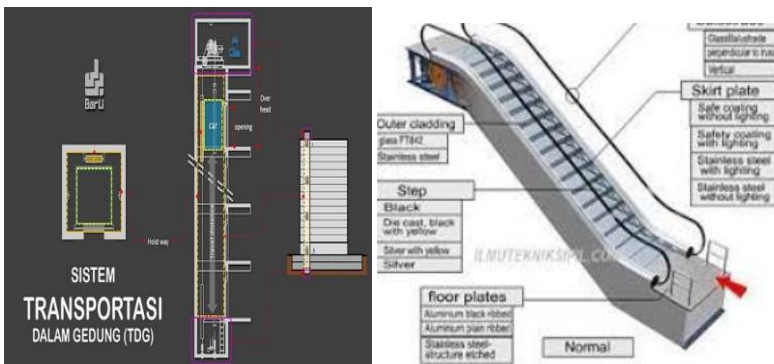 BarLi
Over
head
opening
Car
Travel distance
Hoist way
SISTEM
TRANSPORTASI
DALAM GEDUNG (TDG)
Glass Balustrade
Vertical
Skirt plate
Safe coating
without lighting
Safety coating
with lighting
Stainless steel
with lighting
Stainless steel
without lighting
Outer cladding
Stainless steel
Step
Black
Die cast, black
with yellow
Silver with yellow
Silver
ILMUTEKNIKSIPIL.COM
floor plates
Aluminium black ribbed
Aluminium plain ribbed
Stainless steel-
structure etched
Normal